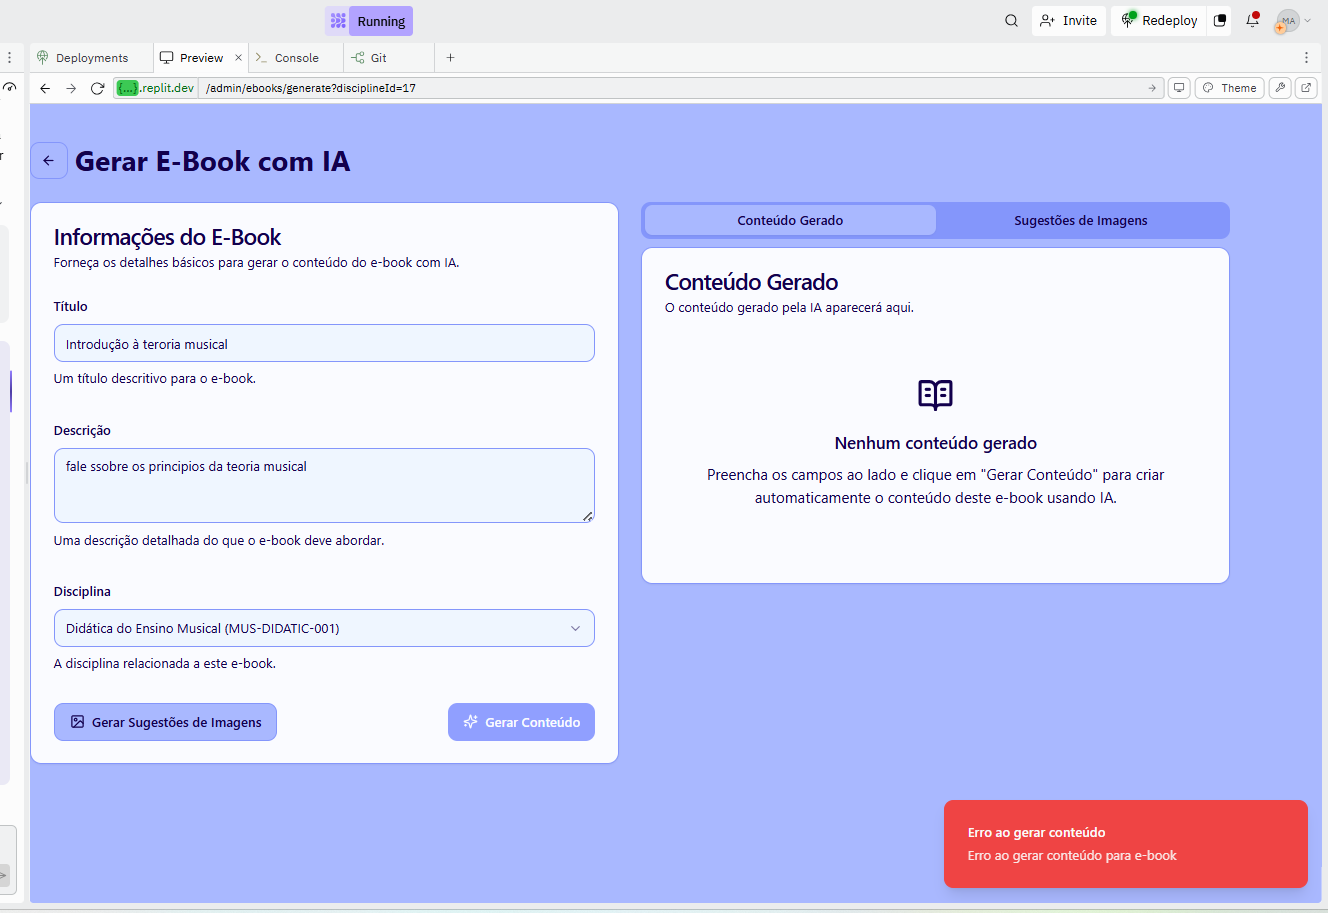 Running
Invite
Redeploy
MA
Deployments
Preview
Console
Git
{...}.replit.dev
/admin/ebooks/generate?disciplineId=17
Theme
Gerar E-Book com IA
Informações do E-Book
Forneça os detalhes básicos para gerar o conteúdo do e-book com IA.
Título
Introdução à teroria musical
Um título descritivo para o e-book.
Descrição
fale ssobre os principios da teoria musical
Uma descrição detalhada do que o e-book deve abordar.
Disciplina
Didática do Ensino Musical (MUS-DIDATIC-001)
A disciplina relacionada a este e-book.
Gerar Sugestões de Imagens
Gerar Conteúdo
Conteúdo Gerado
Sugestões de Imagens
Conteúdo Gerado
O conteúdo gerado pela IA aparecerá aqui.
Nenhum conteúdo gerado
Preencha os campos ao lado e clique em "Gerar Conteúdo" para criar
automaticamente o conteúdo deste e-book usando IA.
Erro ao gerar conteúdo
Erro ao gerar conteúdo para e-book